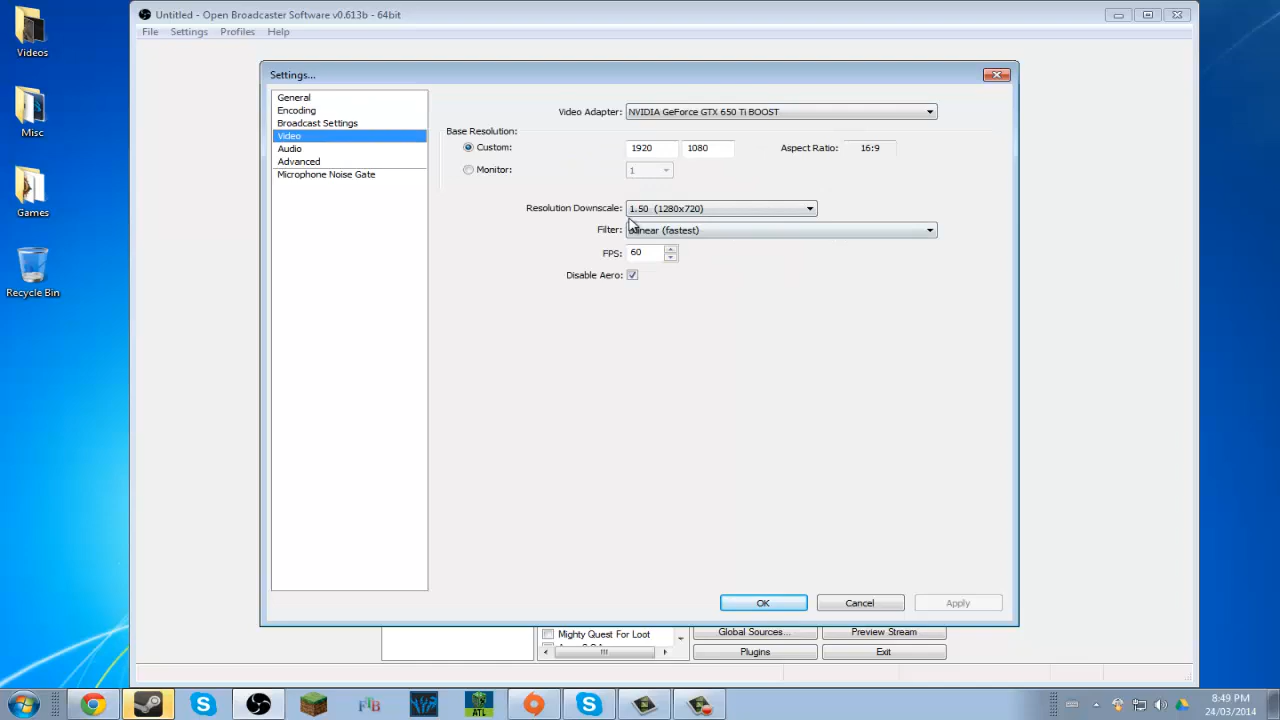 Videos
Misc
Games
Recycle Bin
Untitled - Open Broadcaster Software v0.613b - 64bit
File Settings Profiles Help
Settings...
General
Encoding
Broadcast Settings
Video
Audio
Advanced
Microphone Noise Gate
Video Adapter: NVIDIA GeForce GTX 650 Ti BOOST
Base Resolution:
Custom: 1920 1080 Aspect Ratio: 16:9
Monitor: 1
Resolution Downscale: 1.50 (1280x720)
Filter: (fastest)
FPS: 60
Disable Aero:
OK Cancel Apply
Mighty Quest For Loot Global Sources... Preview Stream
Plugins Exit
ATL
8:49 PM
24/03/2014